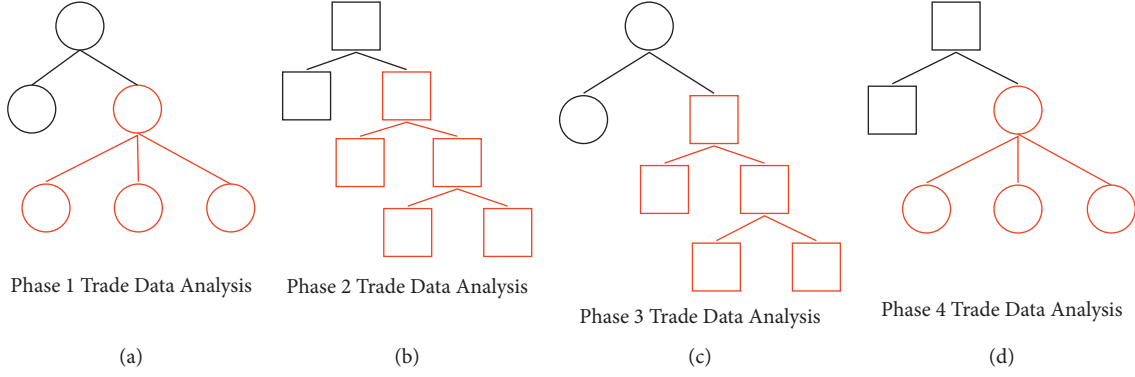 Phase 1 Trade Data Analysis
Phase 2 Trade Data Analysis
Phase 3 Trade Data Analysis
Phase 4 Trade Data Analysis
(a)
(b)
(c)
(d)